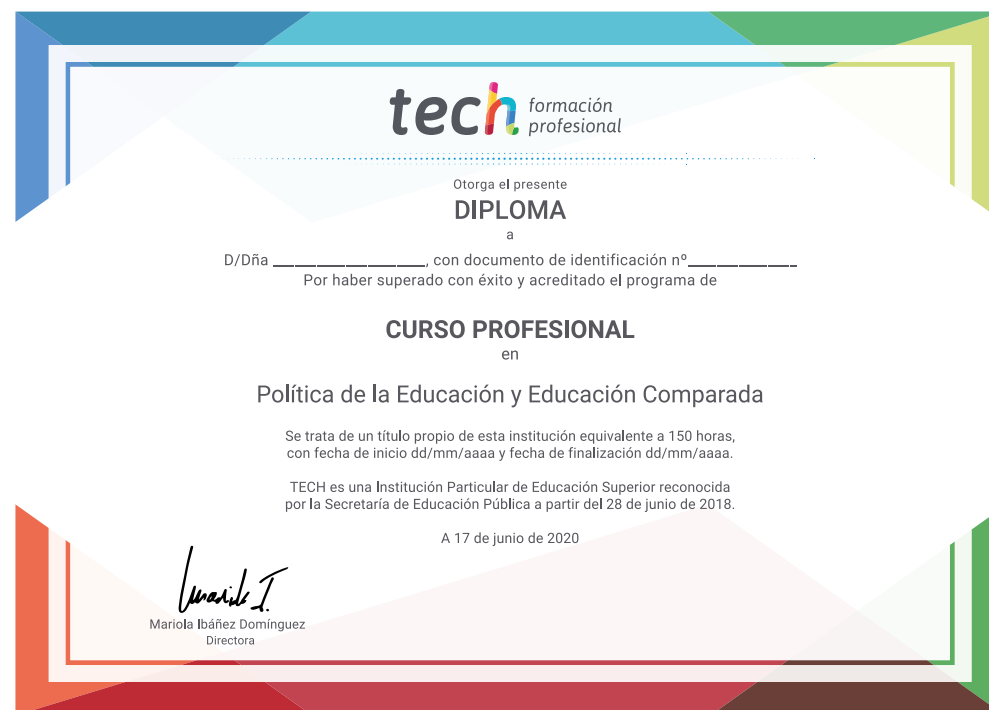 tech formación
profesional
Otorga el presente
DIPLOMA
a
D/Dña ____________________, con documento de identificación nº______________
Por haber superado con éxito y acreditado el programa de
CURSO PROFESIONAL
en
Política de la Educación y Educación Comparada
Se trata de un título propio de esta institución equivalente a 150 horas,
con fecha de inicio dd/mm/aaaa y fecha de finalización dd/mm/aaaa.
TECH es una Institución Particular de Educación Superior reconocida
por la Secretaría de Educación Pública a partir del 28 de junio de 2018.
A 17 de junio de 2020
Mariola Ibáñez Domínguez
Directora